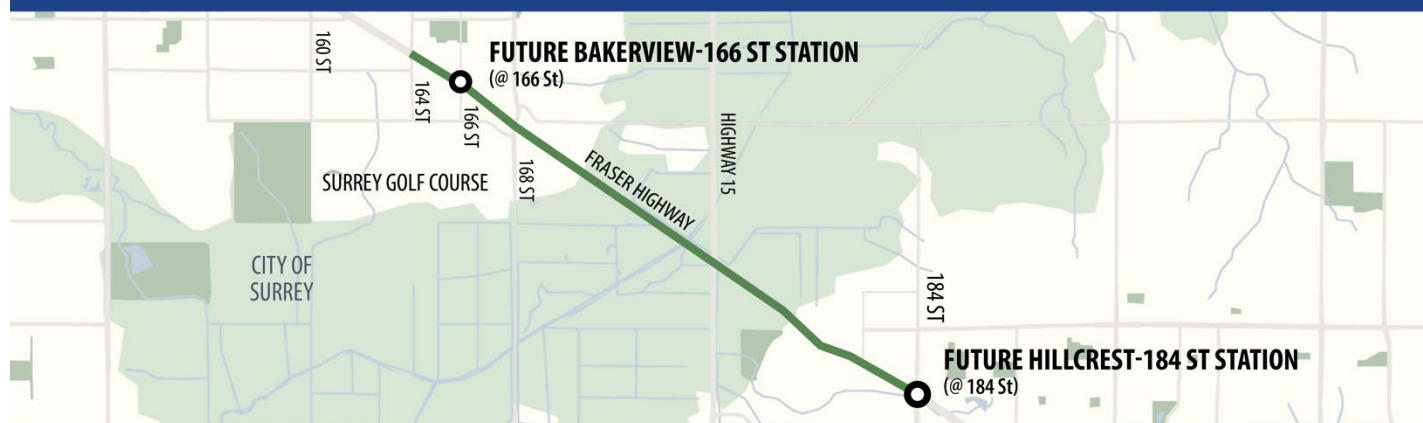 160 ST
FUTURE BAKERVIEW-166 ST STATION
(@ 166 St)
164 ST
166 ST
HIGHWAY 15
FRASER HIGHWAY
SURREY GOLF COURSE
168 ST
CITY OF
SURREY
184 ST
FUTURE HILLCREST-184 ST STATION
(@ 184 St)